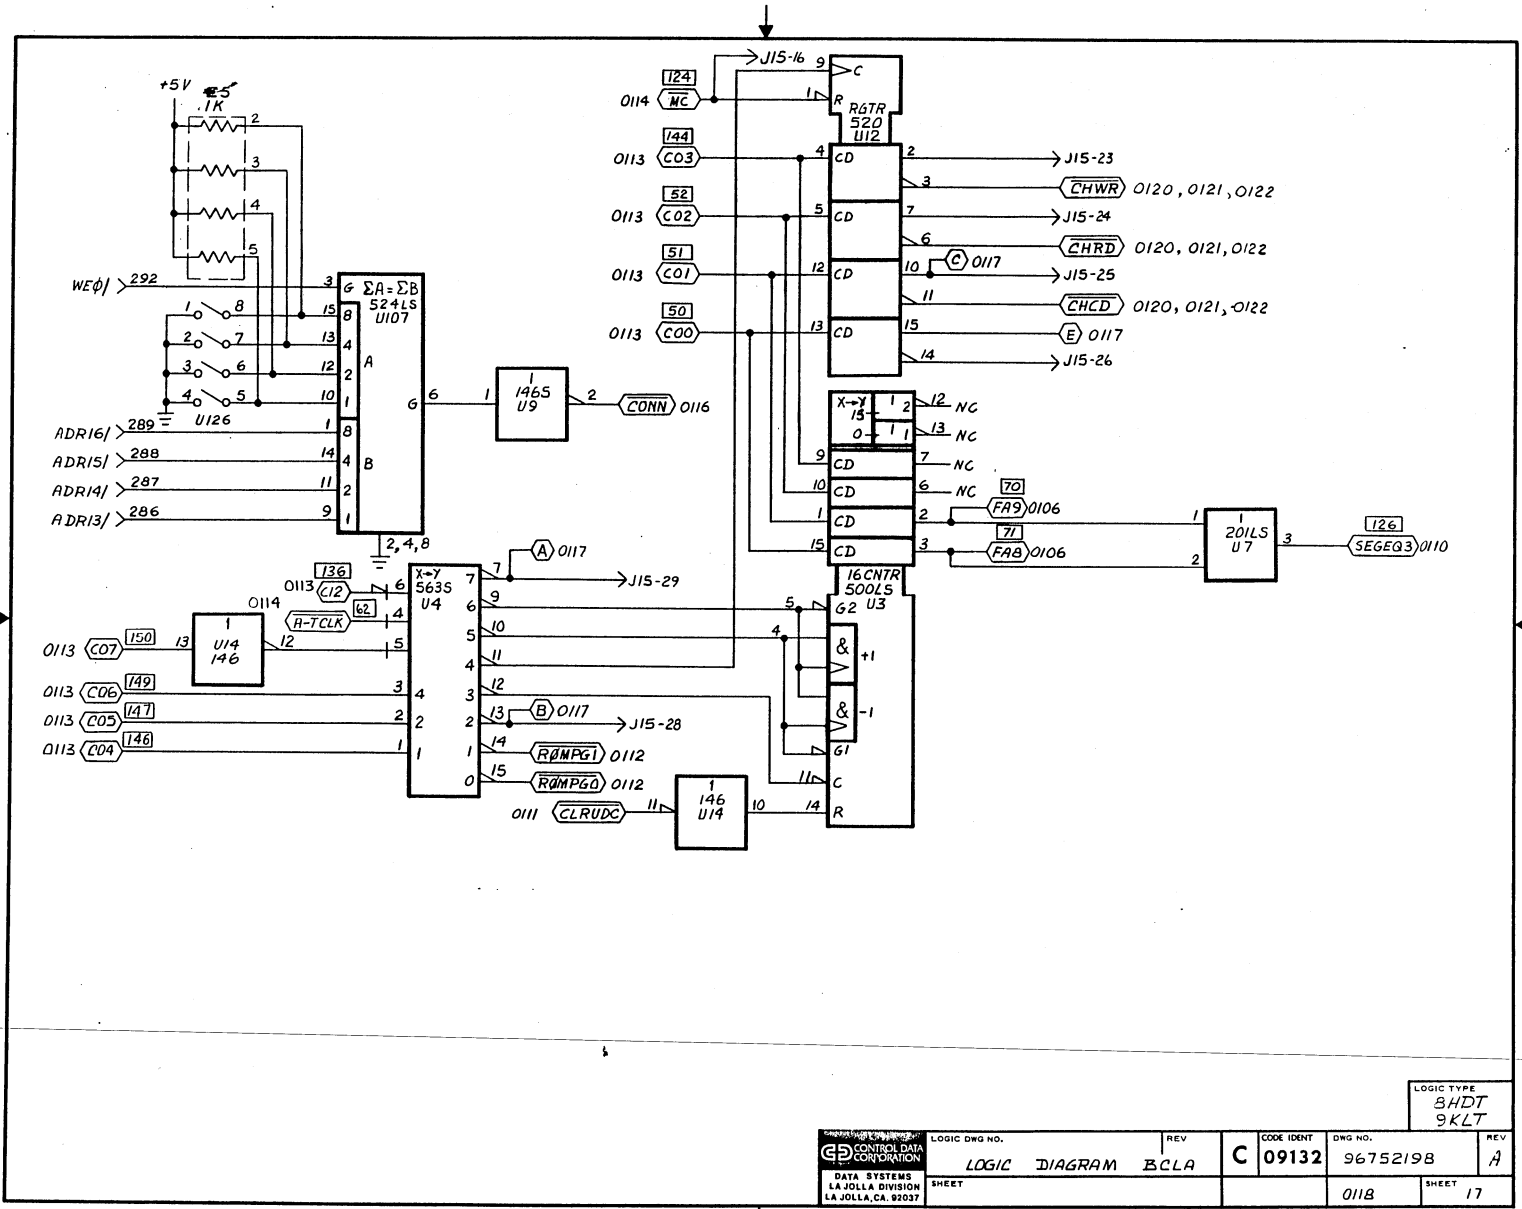 +5V
1K
2
3
4
5
WEØ/ 292
3 G ΣA=ΣB
524LS
U107
1 8 15 8
2 7 13 4
A
3 6 12 2
4 5 10 1
U126
G 6
1 1 2
146S
U9
CONN 0116
ADR16/ 289 1 8
ADR15/ 288 14 4
B
ADR14/ 287 11 2
ADR13/ 286 9 1
2,4,8
J15-16
124
0114 MC
9 C
1 R
RGTR
520
U12
144
0113 C03 4 CD 2 J15-23
3 CHWR 0120, 0121, 0122
52
0113 C02 5 CD 7 J15-24
6 CHRD 0120, 0121, 0122
51
0113 C01 12 CD 10 C 0117
J15-25
11 CHCD 0120, 0121, 0122
50
0113 C00 13 CD 15 E 0117
14 J15-26
X→Y 1 2 12 NC
15
0 1 1 13 NC
9 CD 7 NC
10 CD 6 NC
70
FA9 0106
1 CD 2
71
FA8 0106
15 CD 3
16CNTR
500LS
U3
1 1
201LS
U7
2
3
126
SEGEQ3 0110
136
0113 C12 6
0114
A-TCLK 62 4
X→Y
563S
U4
7 7 A 0117
J15-29
6 9 5 G2
150
0113 C07 13 1
U14
146
12 5
5 10 4 & +1
4 11
149
0113 C06 3 4
3 12
& -1
147
0113 C05 2 2
2 13 B 0117
J15-28
146
0113 C04 1 1
1 14 RØMPG1 0112
G1
0 15 RØMPG0 0112
11 C
0111 CLRUDC 11 1
146
U14
10 14 R
LOGIC TYPE
8HDT
9KLT
CONTROL DATA
CORPORATION
DATA SYSTEMS
LA JOLLA DIVISION
LA JOLLA, CA. 92037
LOGIC DWG NO. REV
LOGIC DIAGRAM BCLA
C
CODE IDENT
09132
DWG NO.
96752198
REV
A
SHEET
0118
SHEET 17